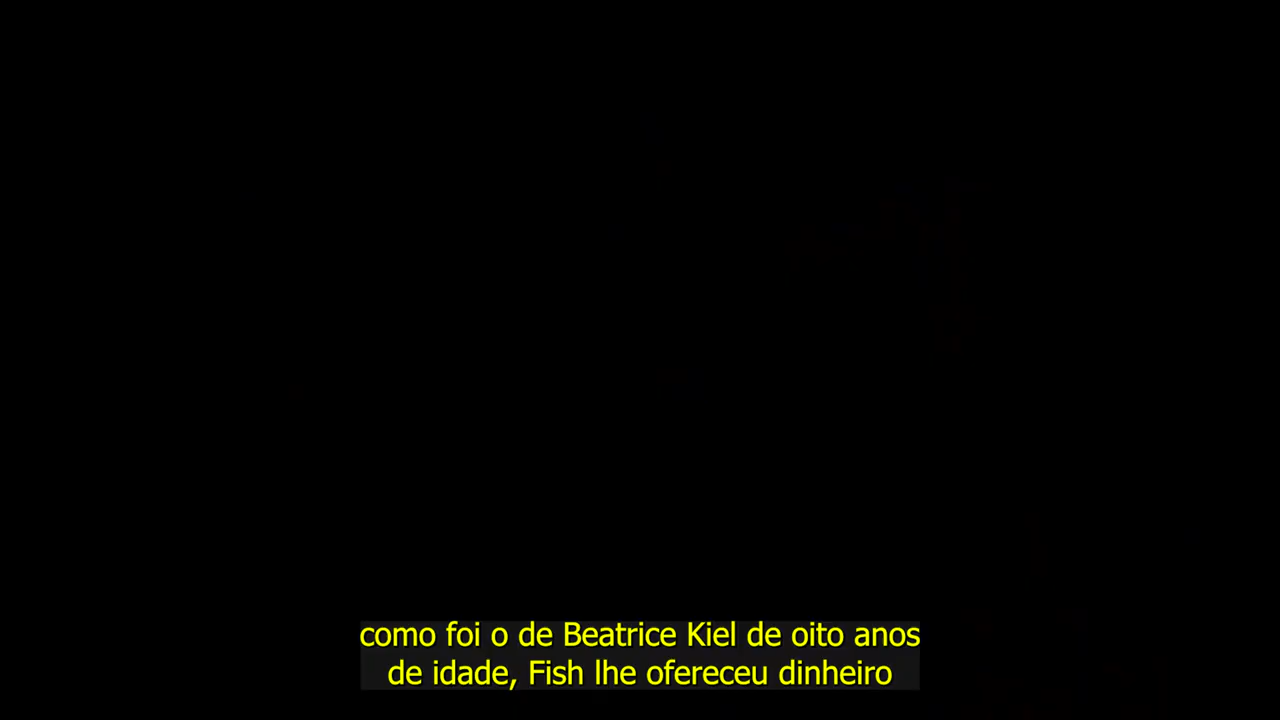 como foi o de Beatrice Kiel de oito anos
de idade, Fish lhe ofereceu dinheiro